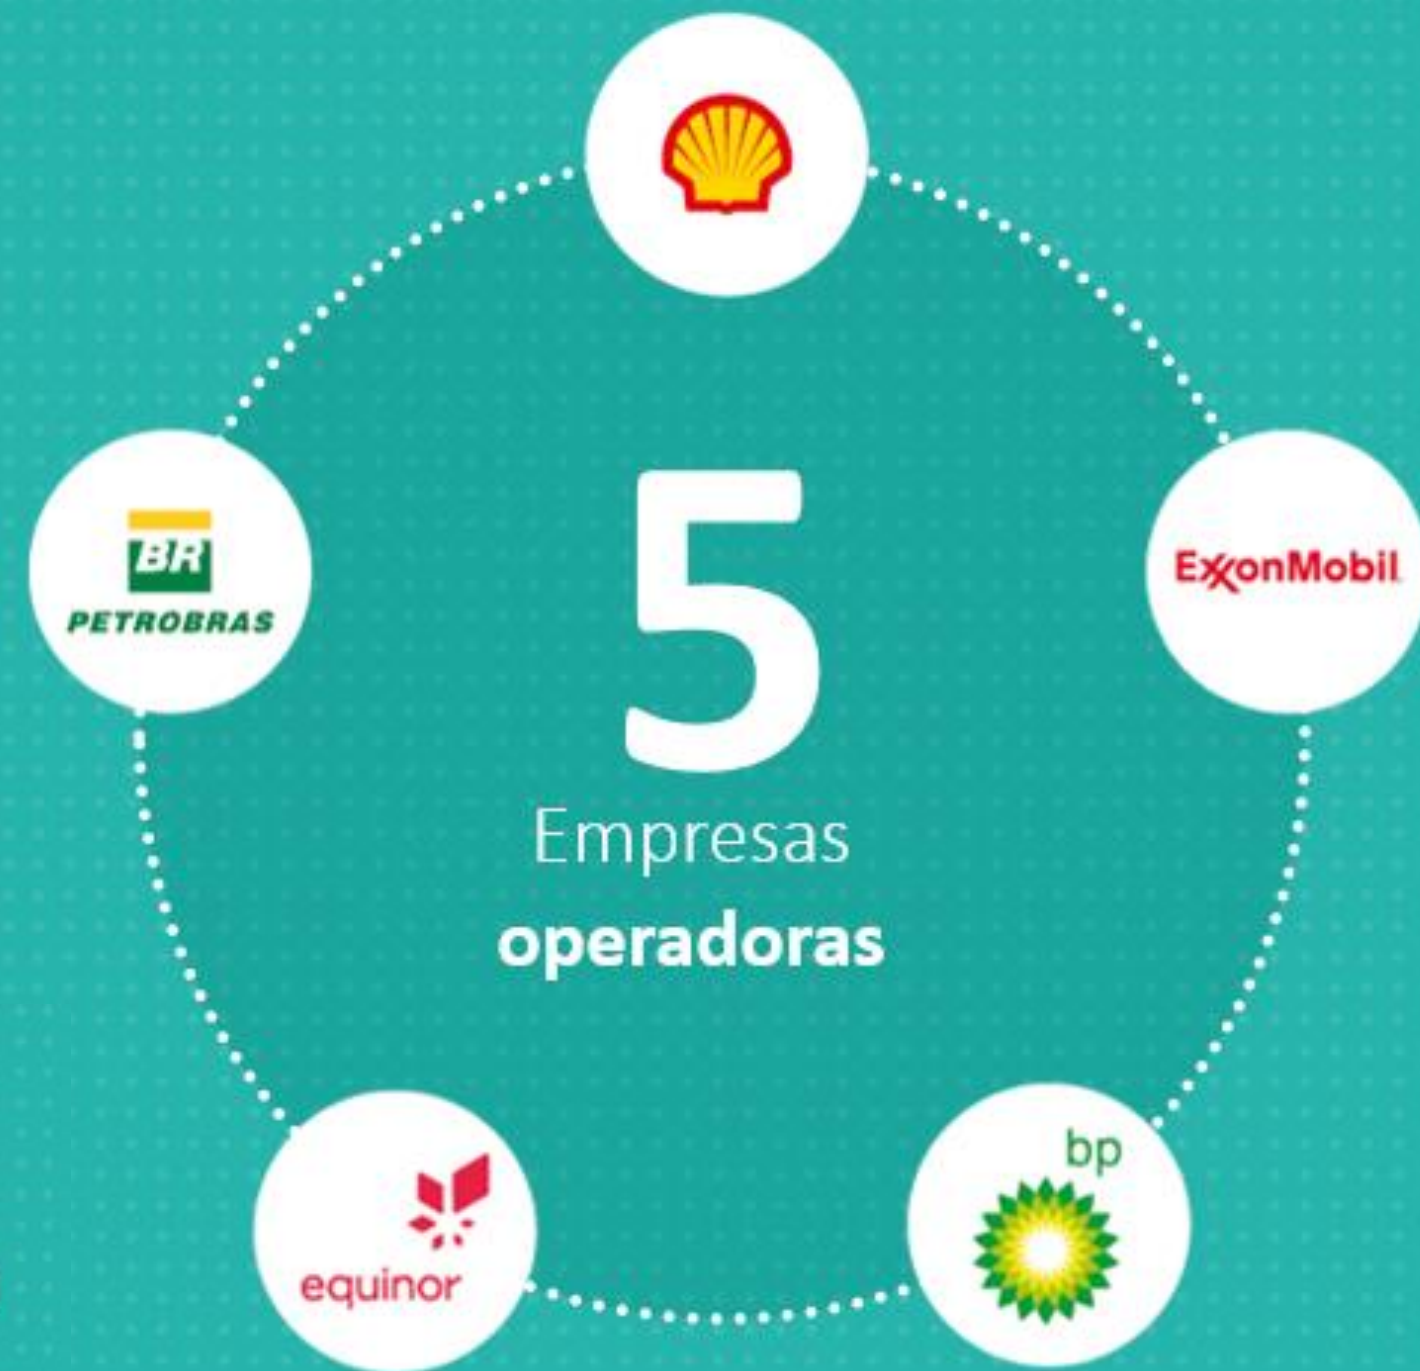 BR
PETROBRAS
ExxonMobil
5
Empresas
operadoras
equinor
bp